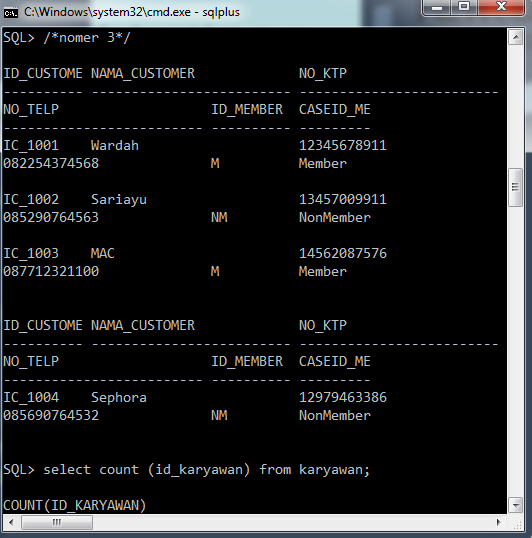 C:\Windows\system32\cmd.exe - sqlplus
SQL> /*nomer 3*/
ID_CUSTOME NAMA_CUSTOMER             NO_KTP
---------- ------------------------- -------------------------
NO_TELP                   ID_MEMBER  CASEID_ME
------------------------- ---------- ---------
IC_1001    Wardah                    12345678911
082254374568              M          Member
IC_1002    Sariayu                   13457009911
085290764563              NM         NonMember
IC_1003    MAC                       14562087576
087712321100              M          Member
ID_CUSTOME NAMA_CUSTOMER             NO_KTP
---------- ------------------------- -------------------------
NO_TELP                   ID_MEMBER  CASEID_ME
------------------------- ---------- ---------
IC_1004    Sephora                   12979463386
085690764532              NM         NonMember
SQL> select count (id_karyawan) from karyawan;
COUNT(ID_KARYAWAN)